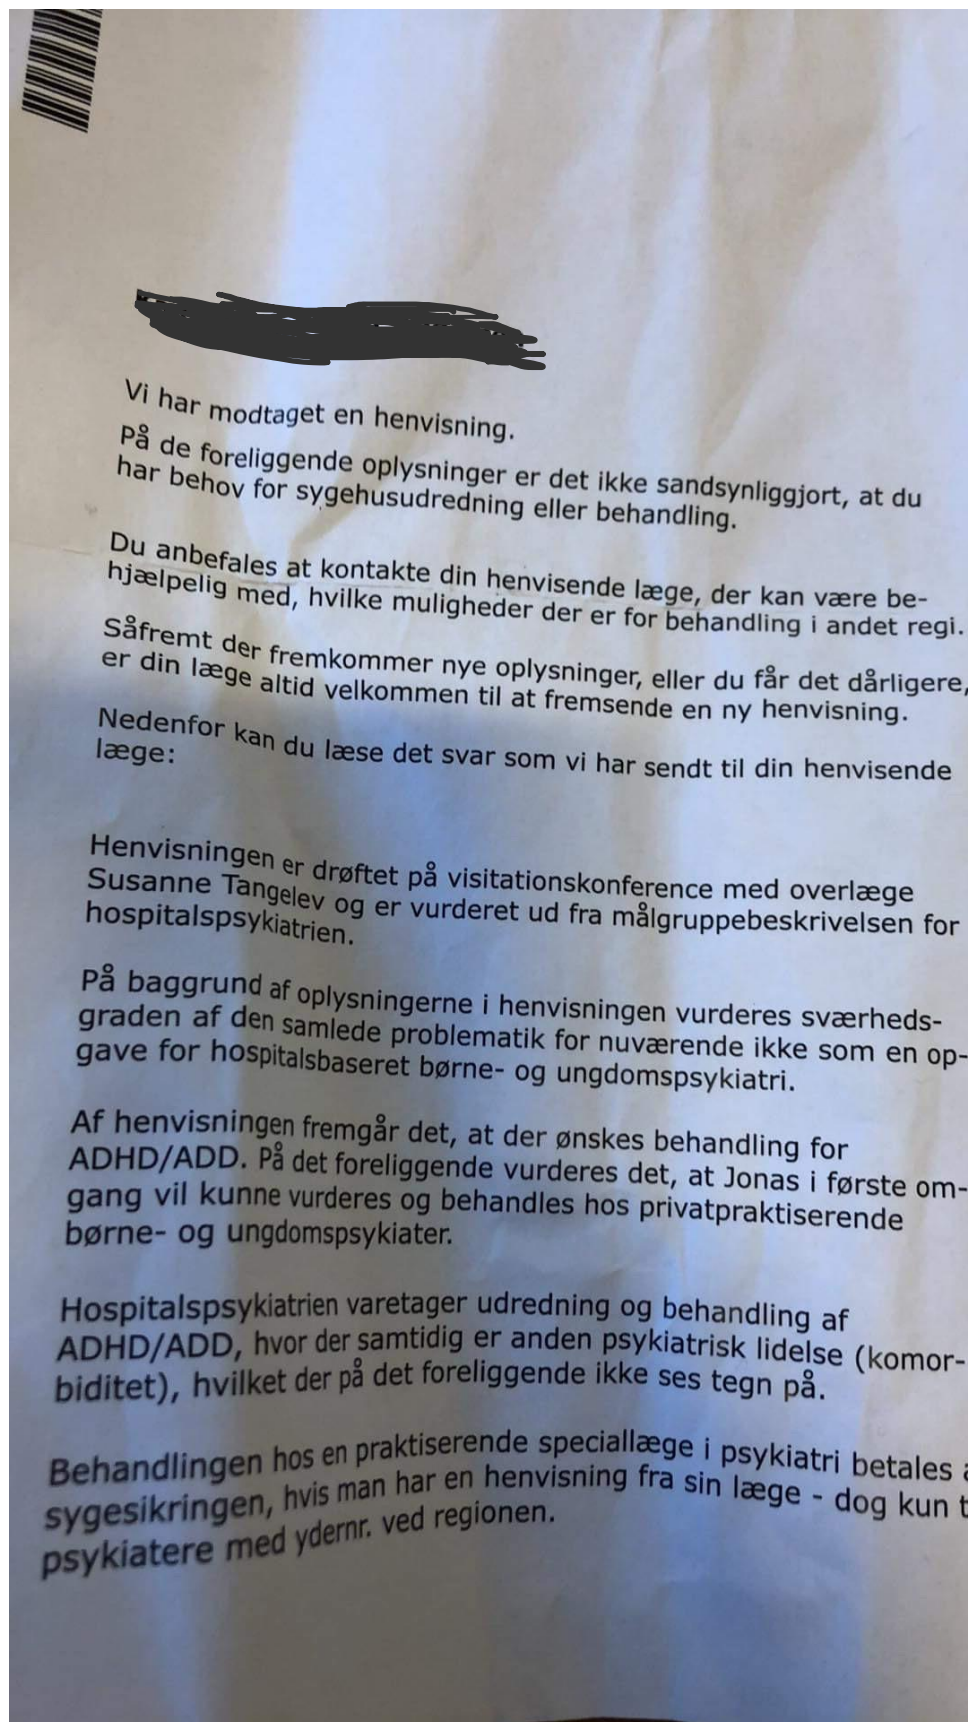 Vi har modtaget en henvisning.
På de foreliggende oplysninger er det ikke sandsynliggjort, at du
har behov for sygehusudredning eller behandling.
Du anbefales at kontakte din henvisende læge, der kan være be-
hjælpelig med, hvilke muligheder der er for behandling i andet regi.
Såfremt der fremkommer nye oplysninger, eller du får det dårligere,
er din læge altid velkommen til at fremsende en ny henvisning.
Nedenfor kan du læse det svar som vi har sendt til din henvisende
læge:
Henvisningen er drøftet på visitationskonference med overlæge
Susanne Tangelev og er vurderet ud fra målgruppebeskrivelsen for
hospitalspsykiatrien.
På baggrund af oplysningerne i henvisningen vurderes sværheds-
graden af den samlede problematik for nuværende ikke som en op-
gave for hospitalsbaseret børne- og ungdomspsykiatri.
Af henvisningen fremgår det, at der ønskes behandling for
ADHD/ADD. På det foreliggende vurderes det, at Jonas i første om-
gang vil kunne vurderes og behandles hos privatpraktiserende
børne- og ungdomspsykiater.
Hospitalspsykiatrien varetager udredning og behandling af
ADHD/ADD, hvor der samtidig er anden psykiatrisk lidelse (komor-
biditet), hvilket der på det foreliggende ikke ses tegn på.
Behandlingen hos en praktiserende speciallæge i psykiatri betales
sygesikringen, hvis man har en henvisning fra sin læge - dog kun
psykiatere med ydernr. ved regionen.